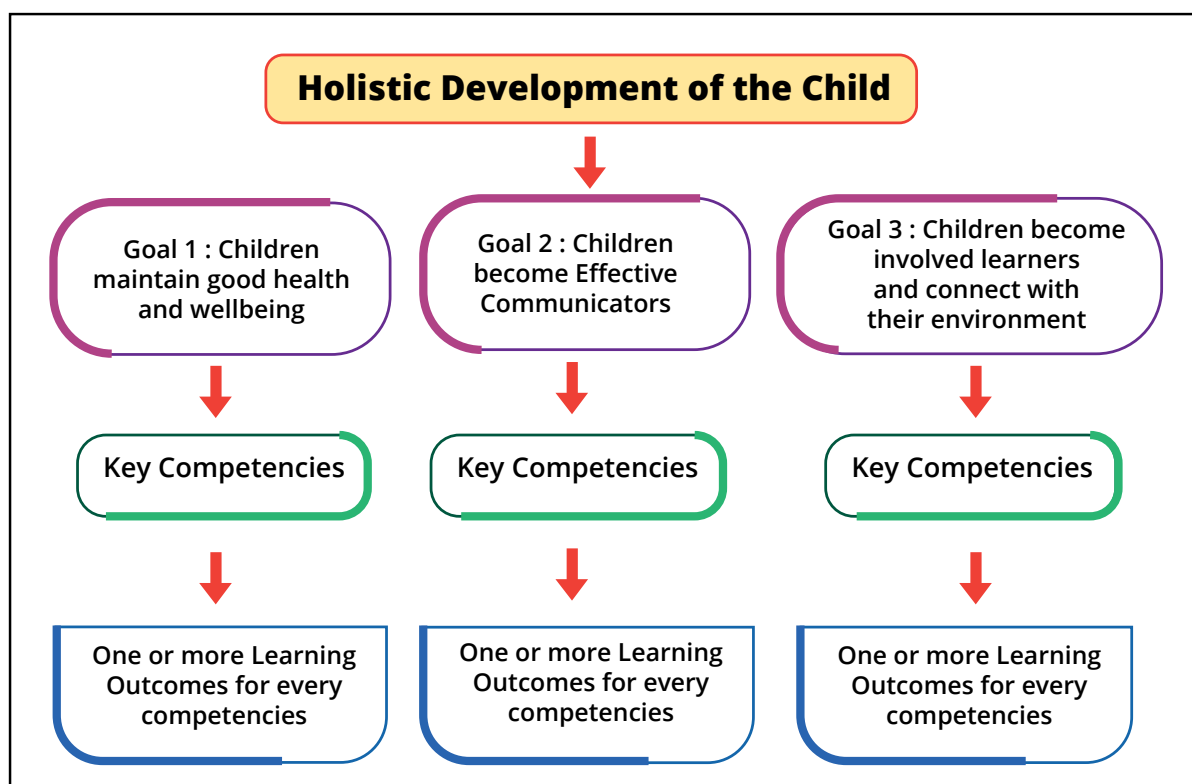 Holistic Development of the Child
Goal 1 : Children
maintain good health
and wellbeing
Goal 2 : Children
become Effective
Communicators
Goal 3 : Children become
involved learners
and connect with
their environment
Key Competencies
Key Competencies
Key Competencies
One or more Learning
Outcomes for every
competencies
One or more Learning
Outcomes for every
competencies
One or more Learning
Outcomes for every
competencies